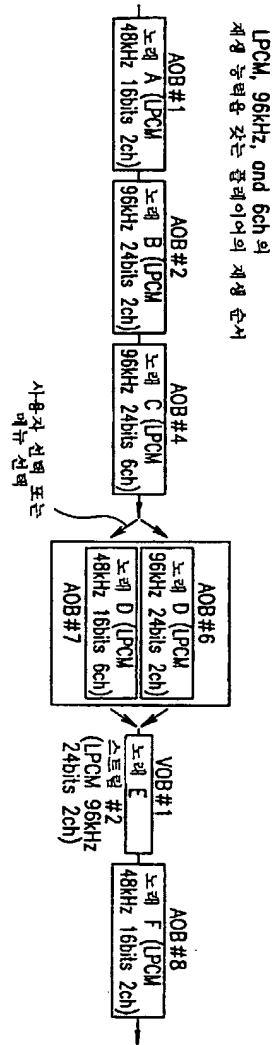 LPCM, 96kHz, and 6ch 의
재생 능력을 갖는 플레이어의 재생 순서
AOB#1
노래 A (LPCM
48kHz 16bits 2ch)
AOB#2
노래 B (LPCM
96kHz 24bits 2ch)
AOB#4
노래 C (LPCM
96kHz 24bits 6ch)
사용자 선택 또는
메뉴 선택
AOB#6
노래 D (LPCM
96kHz 24bits 2ch)
노래 D (LPCM
48kHz 16bits 6ch)
AOB#7
VOB#1
노래 E
스트림 #2
(LPCM 96kHz
24bits 2ch)
AOB#8
노래 F (LPCM
48kHz 16bits 2ch)